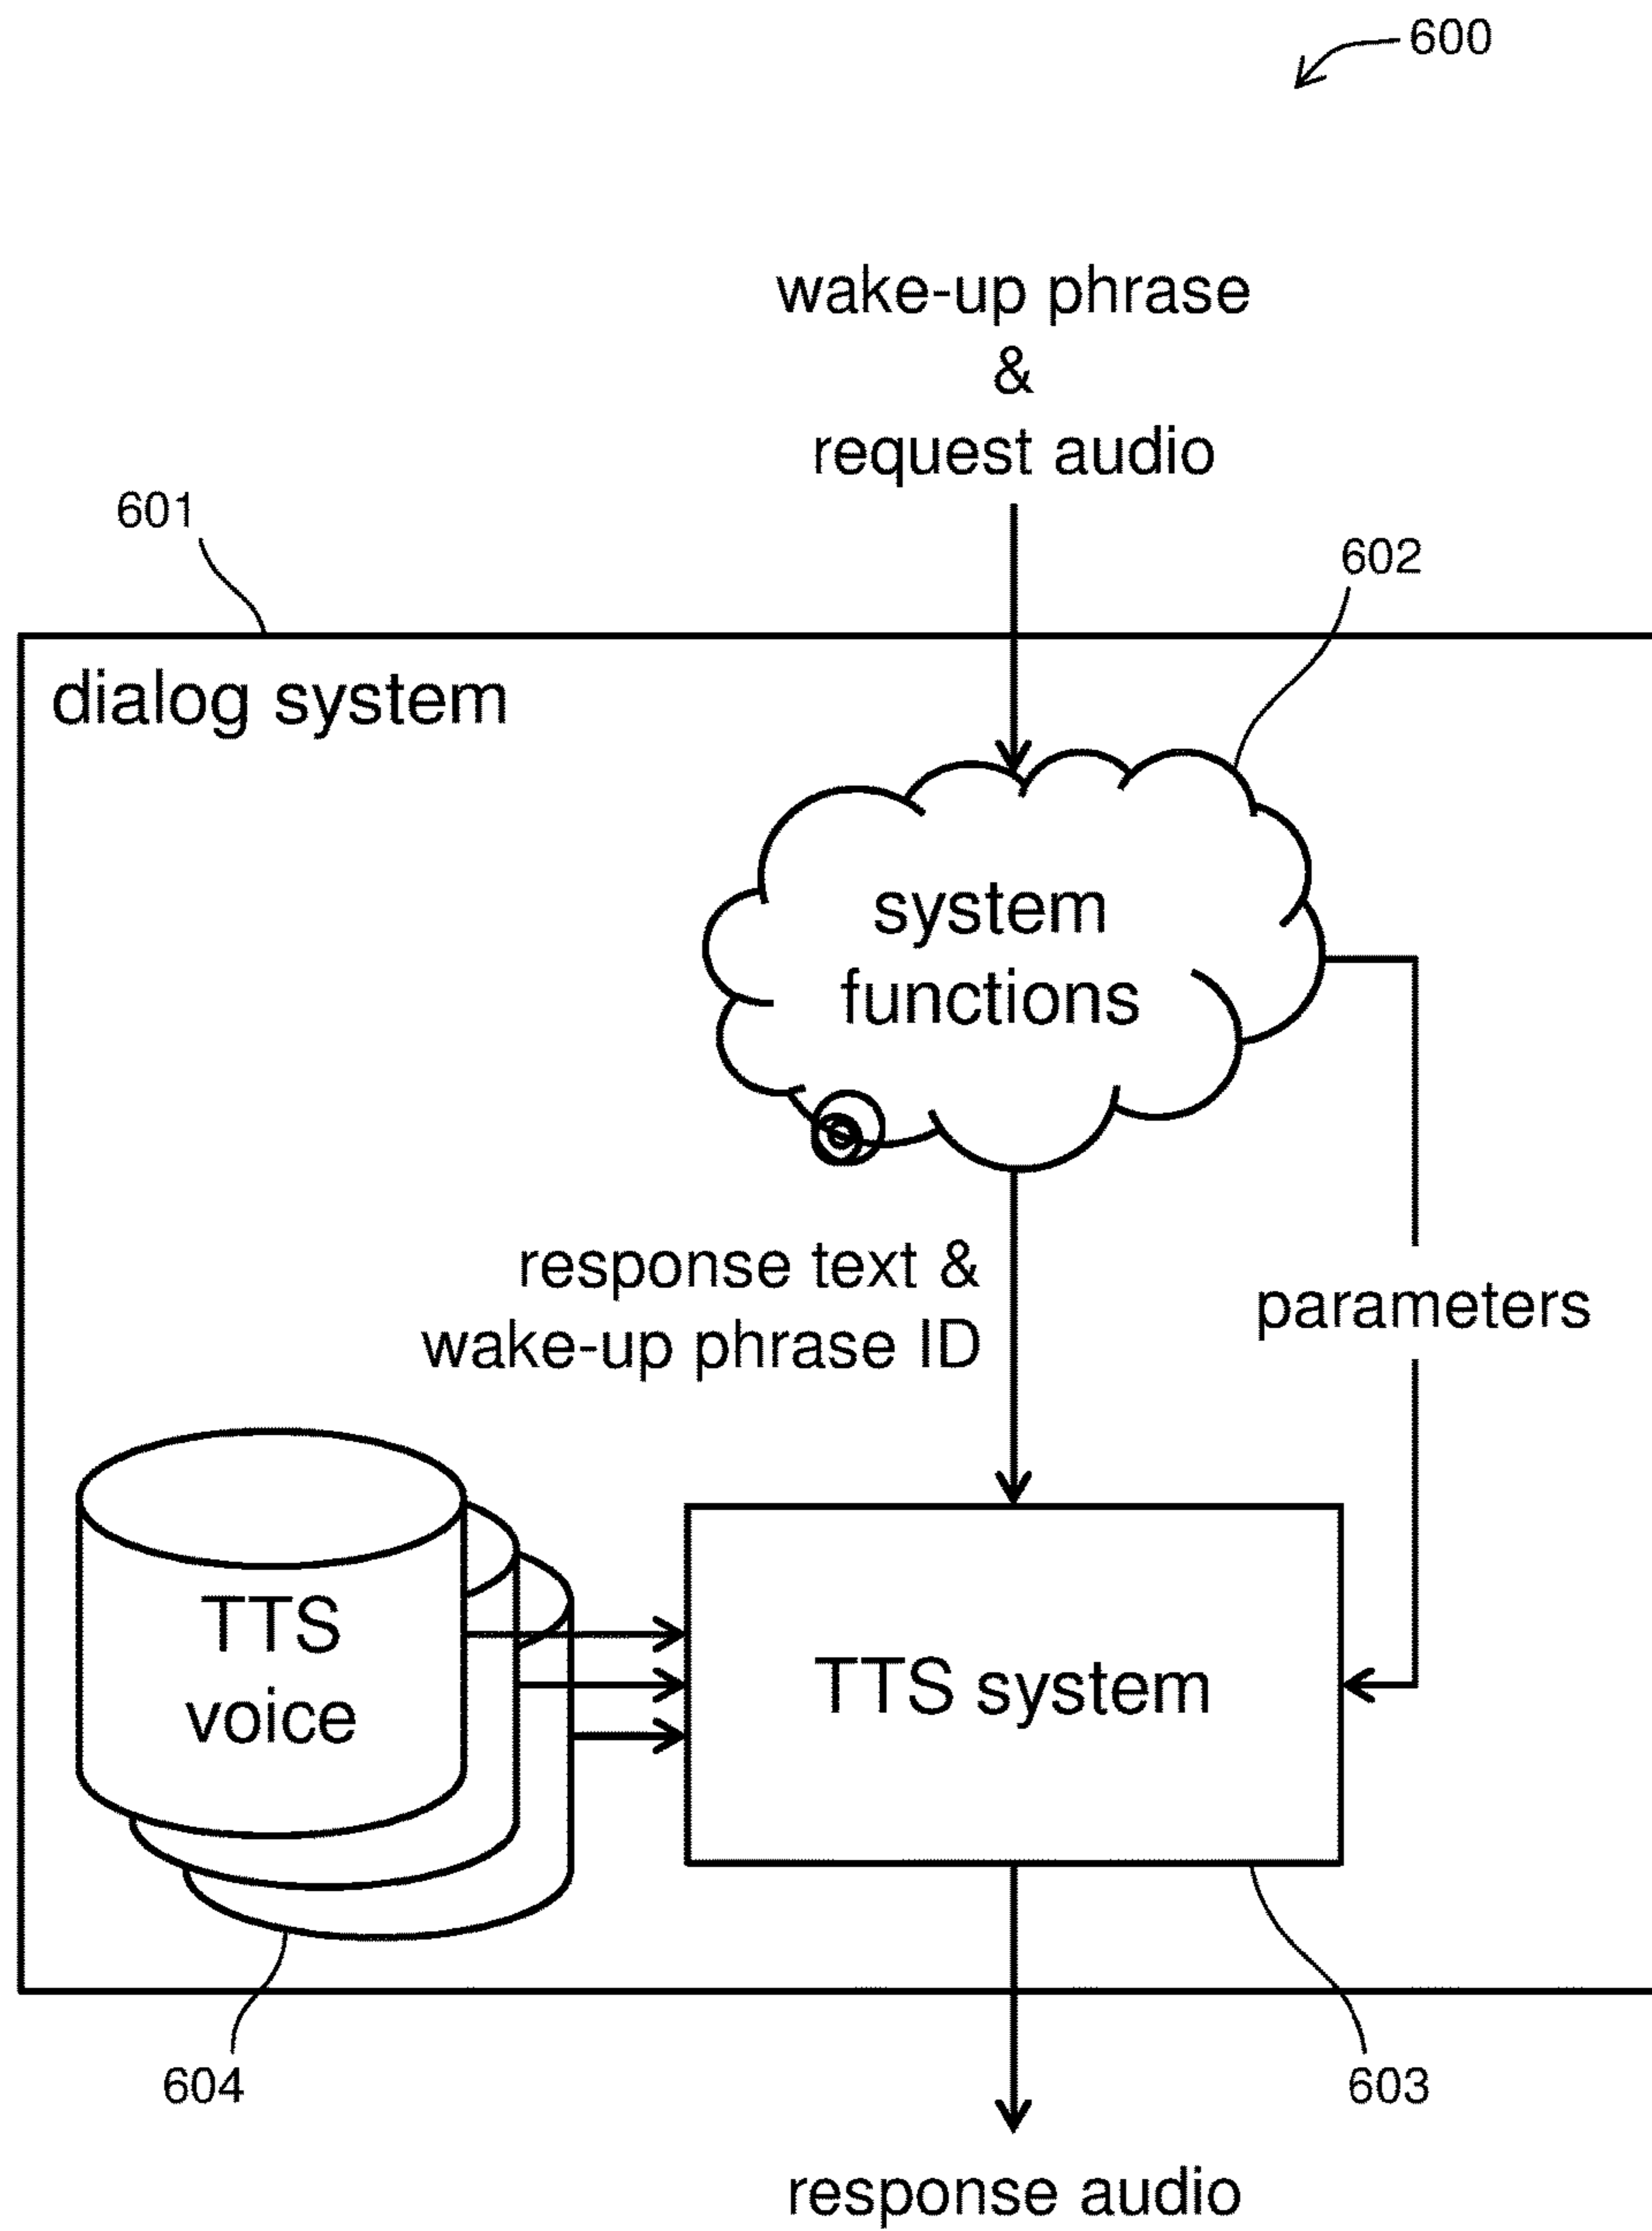 600
wake-up phrase
&
request audio
601
602
dialog system
system
functions
response text &
wake-up phrase ID
parameters
TTS
voice
TTS system
604
603
response audio